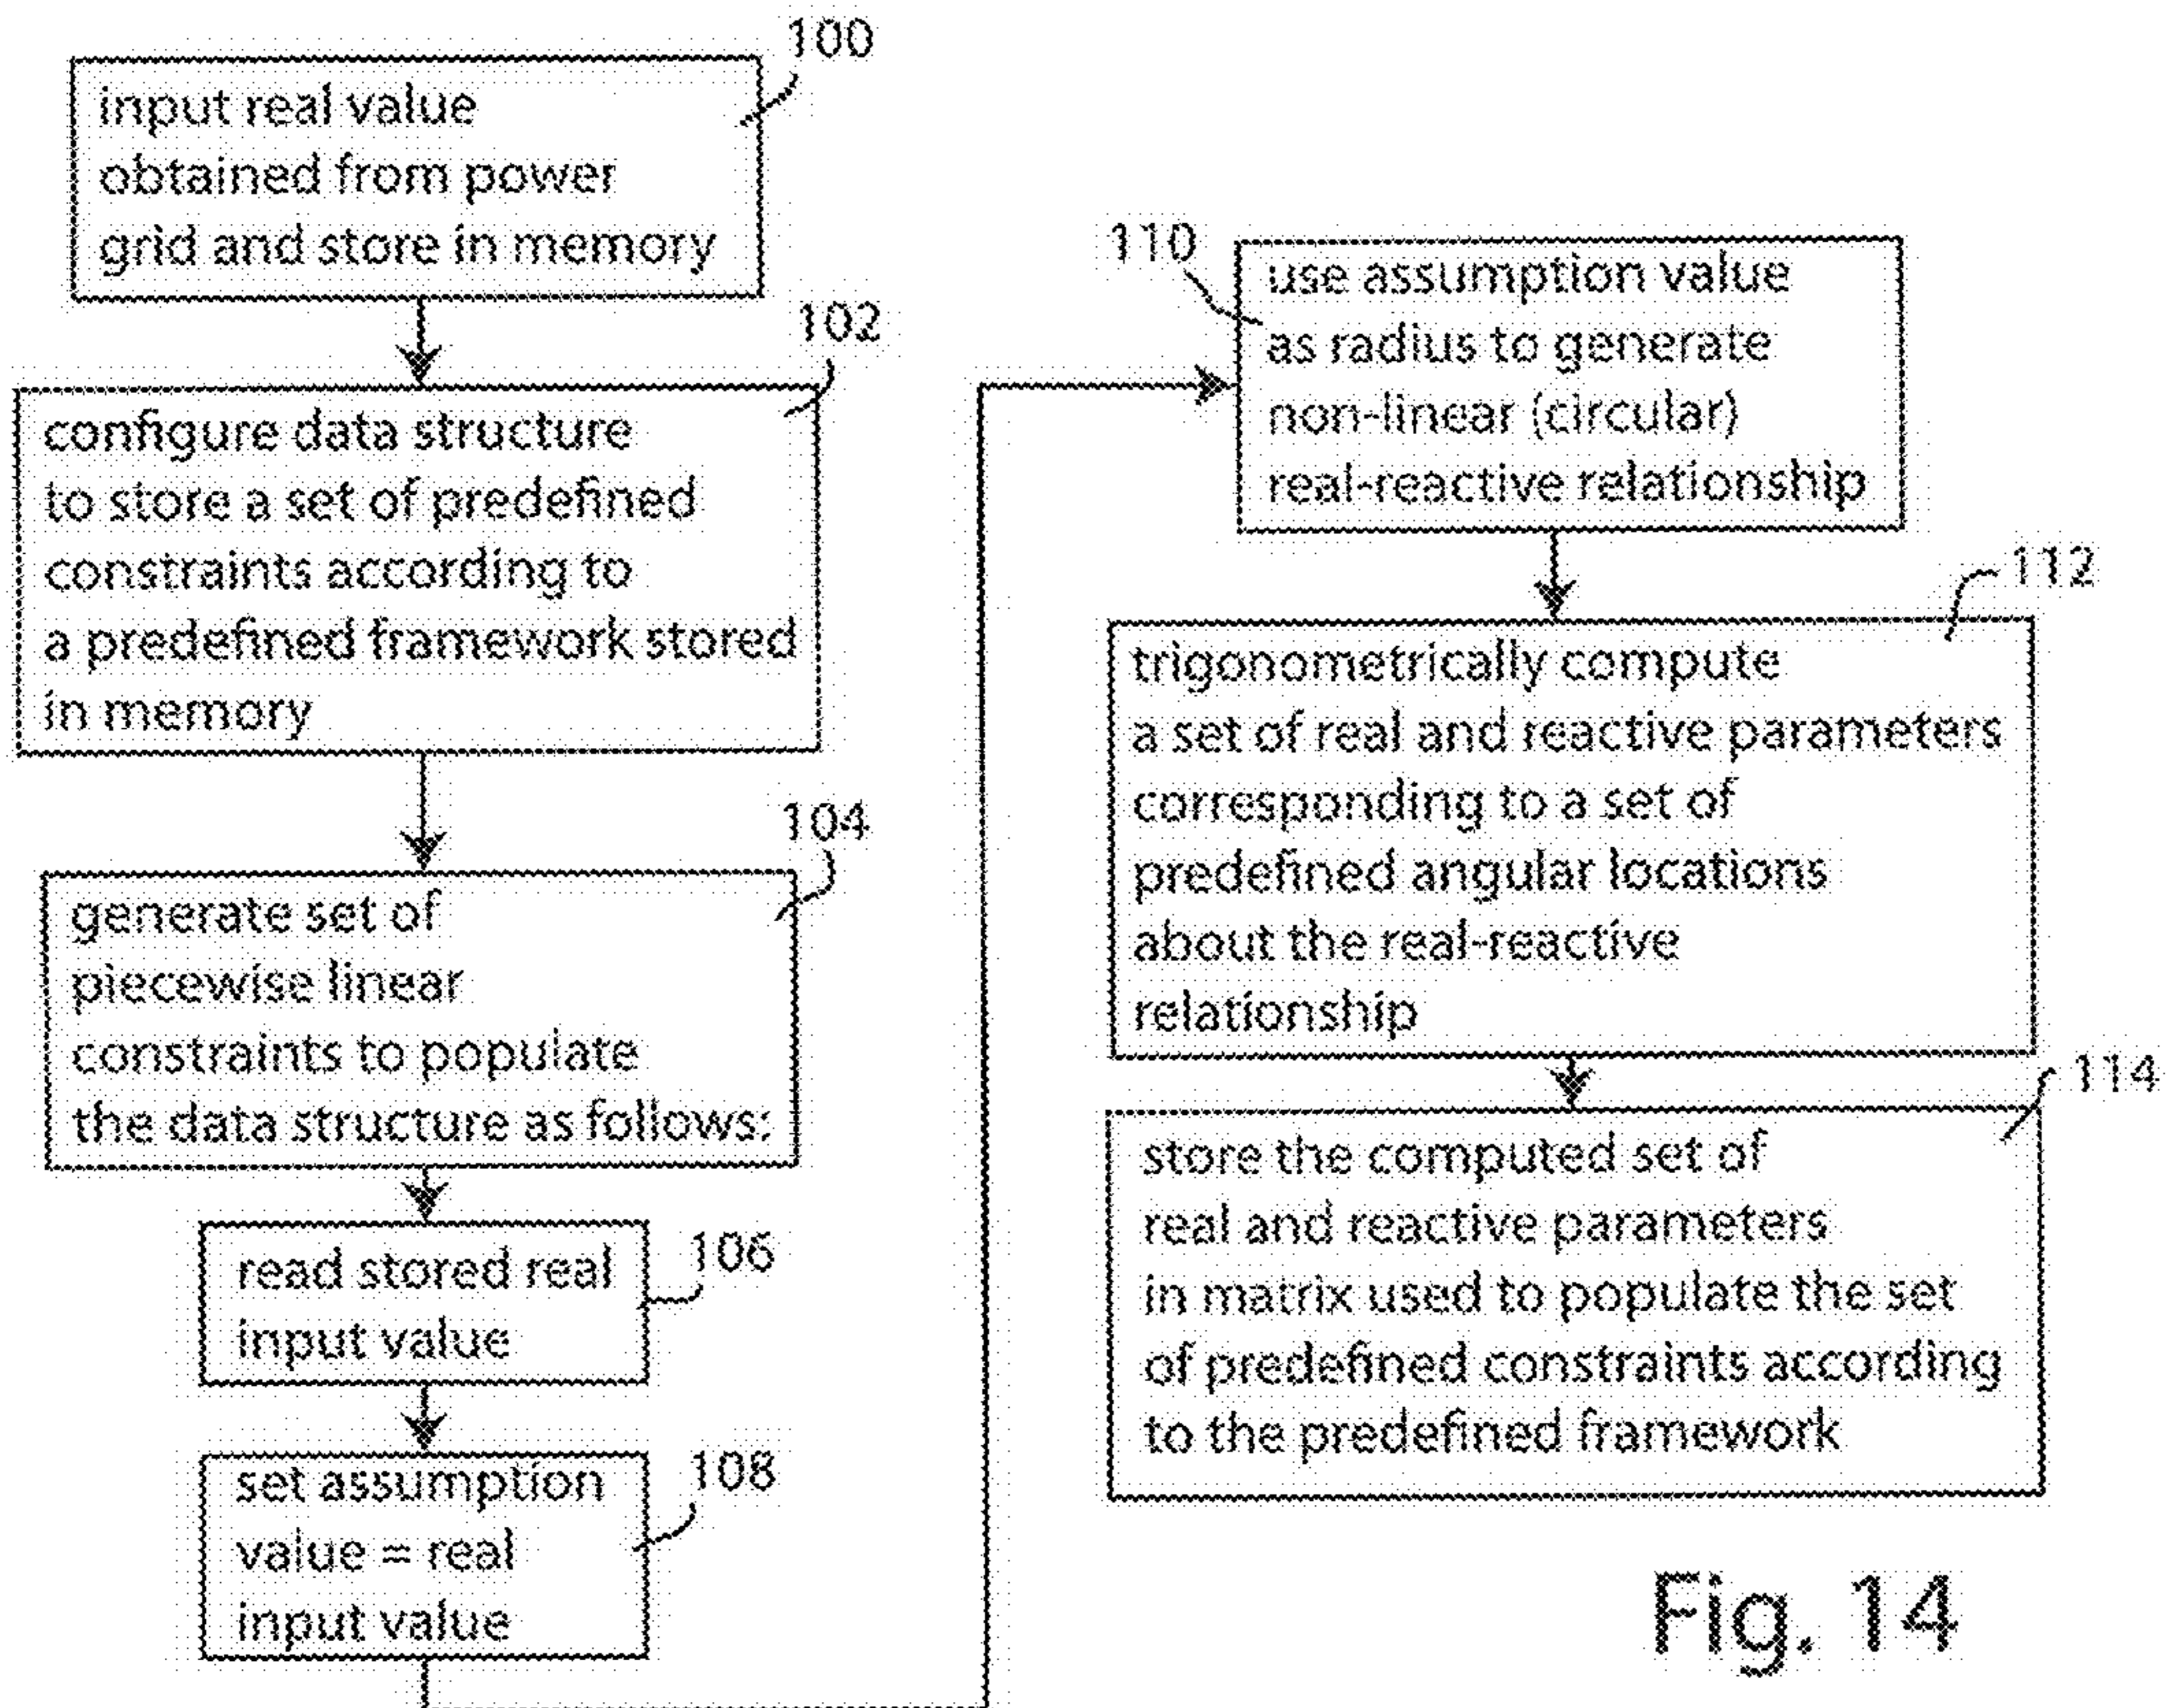 100
input real value
obtained from power
grid and store in memory
102
configure data structure
to store a set of predefined
constraints according to
a predefined framework stored
in memory
104
generate set of
piecewise linear
constraints to populate
the data structure as follows:
106
read stored real
input value
108
set assumption
value = real
input value
110
use assumption value
as radius to generate
non-linear (circular)
real-reactive relationship
112
trigonometrically compute
a set of real and reactive parameters
corresponding to a set of
predefined angular locations
about the real-reactive
relationship
114
store the computed set of
real and reactive parameters
in matrix used to populate the set
of predefined constraints according
to the predefined framework
Fig. 14